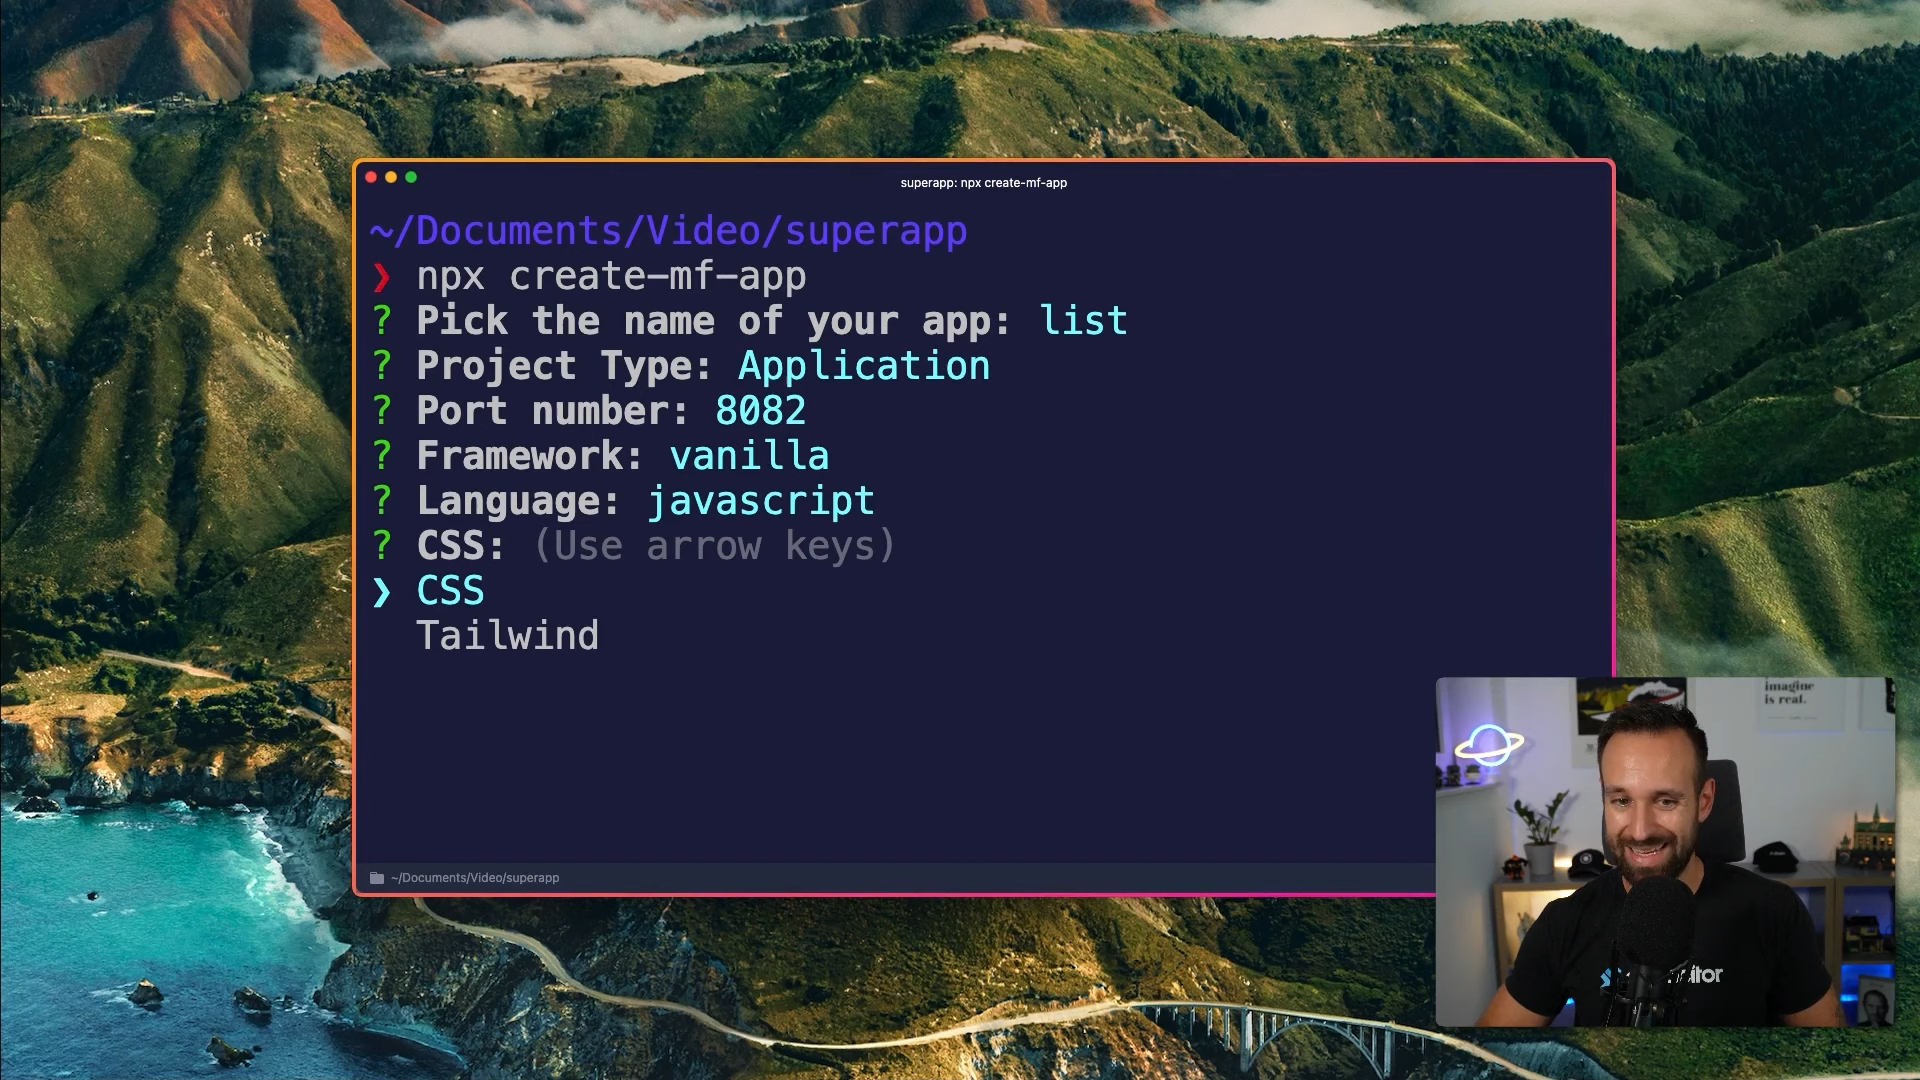 superapp: npx create-mf-app
~/Documents/Video/superapp
❯ npx create-mf-app
? Pick the name of your app: list
? Project Type: Application
? Port number: 8082
? Framework: vanilla
? Language: javascript
? CSS: (Use arrow keys)
❯ CSS
Tailwind
~/Documents/Video/superapp
imagine
is real.